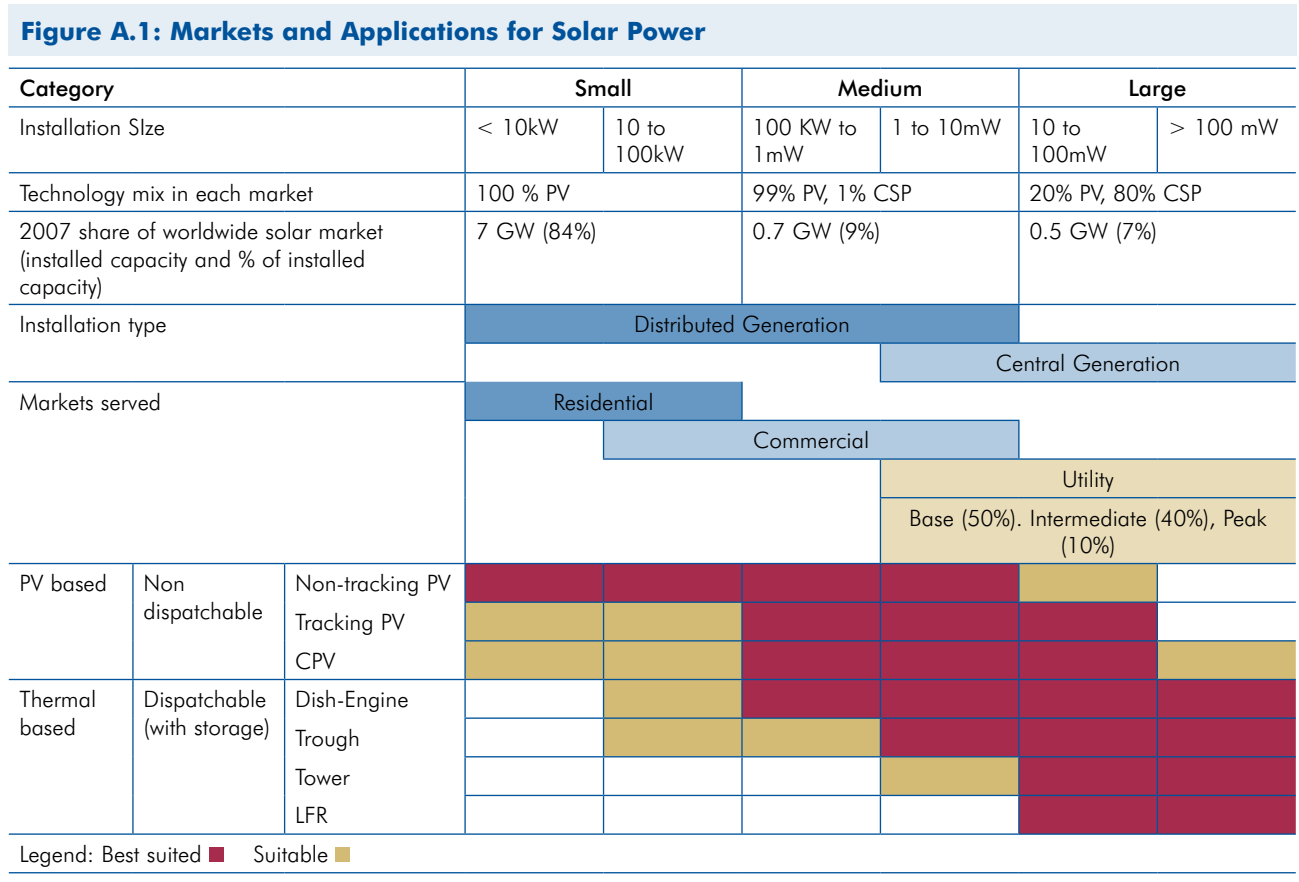 Figure A.1: Markets and Applications for Solar Power
Category Small Medium Large
Installation SIze < 10kW 10 to 100 KW to 1 to 10mW 10 to > 100 mW
100kW 1mW 100mW
Technology mix in each market 100 % PV 99% PV, 1% CSP 20% PV, 80% CSP
2007 share of worldwide solar market 7 GW (84%) 0.7 GW (9%) 0.5 GW (7%)
(installed capacity and % of installed
capacity)
Installation type Distributed Generation
Central Generation
Markets served Residential
Commercial
Utility
Base (50%). Intermediate (40%), Peak
(10%)
PV based Non Non-tracking PV
dispatchable Tracking PV
CPV
Thermal Dispatchable Dish-Engine
based (with storage) Trough
Tower
LFR
Legend: Best suited Suitable